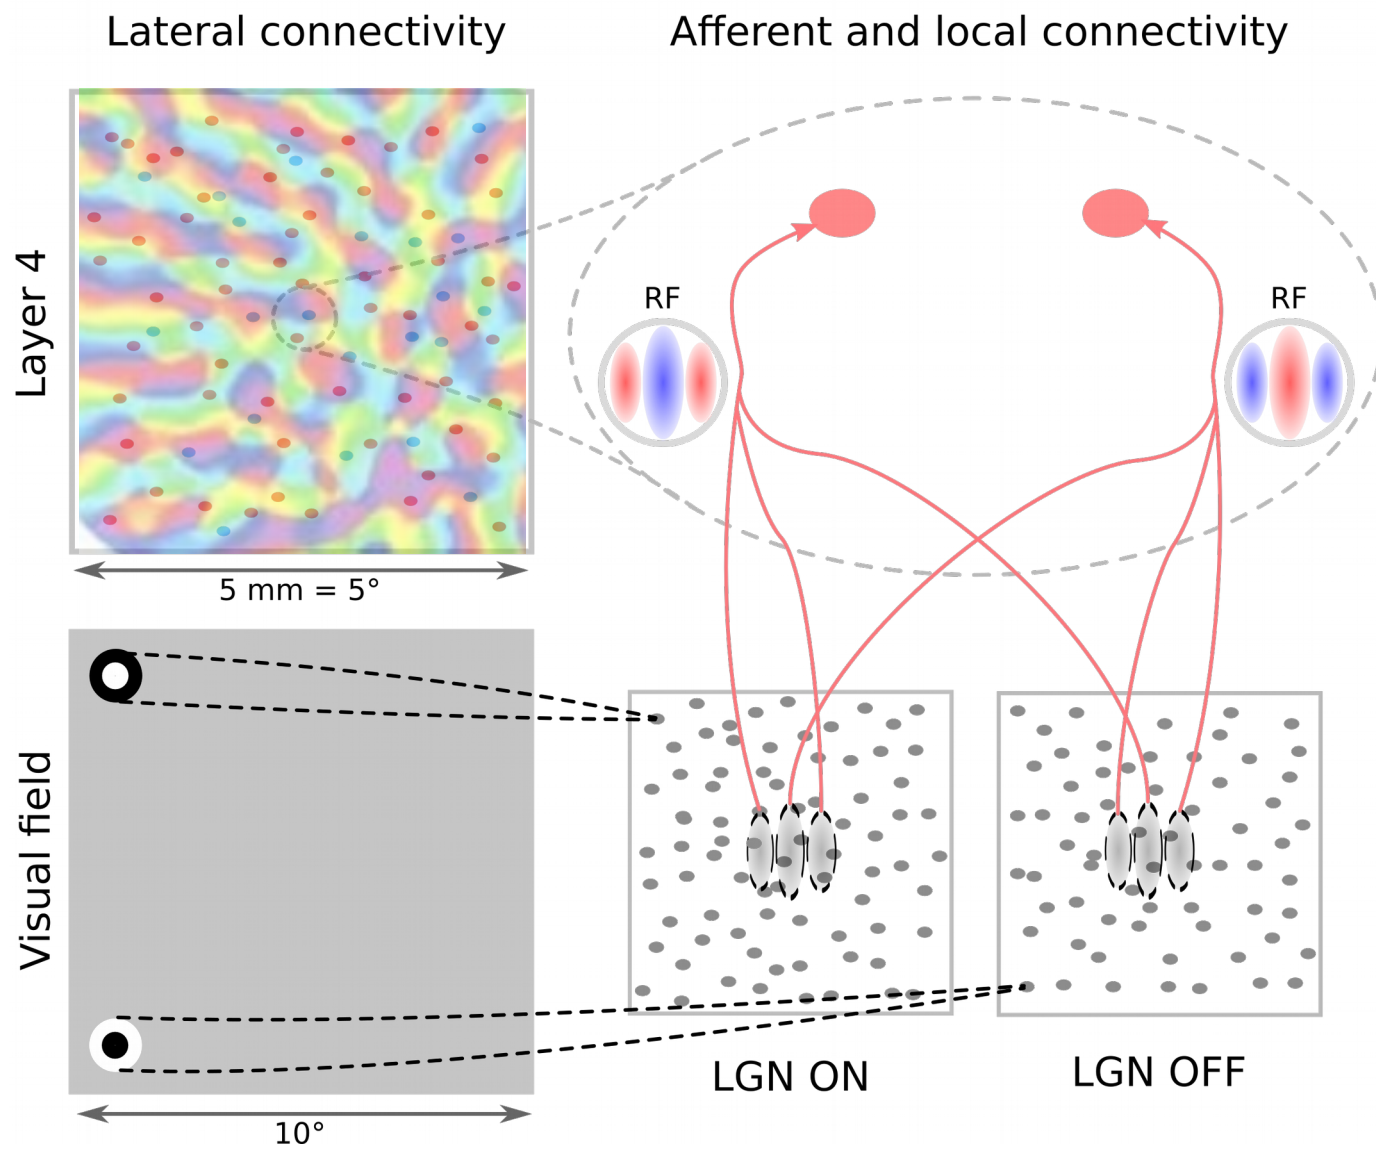 Lateral connectivity
Afferent and local connectivity
Layer 4
RF
RF
5 mm = 5°
Visual field
LGN ON
LGN OFF
10°